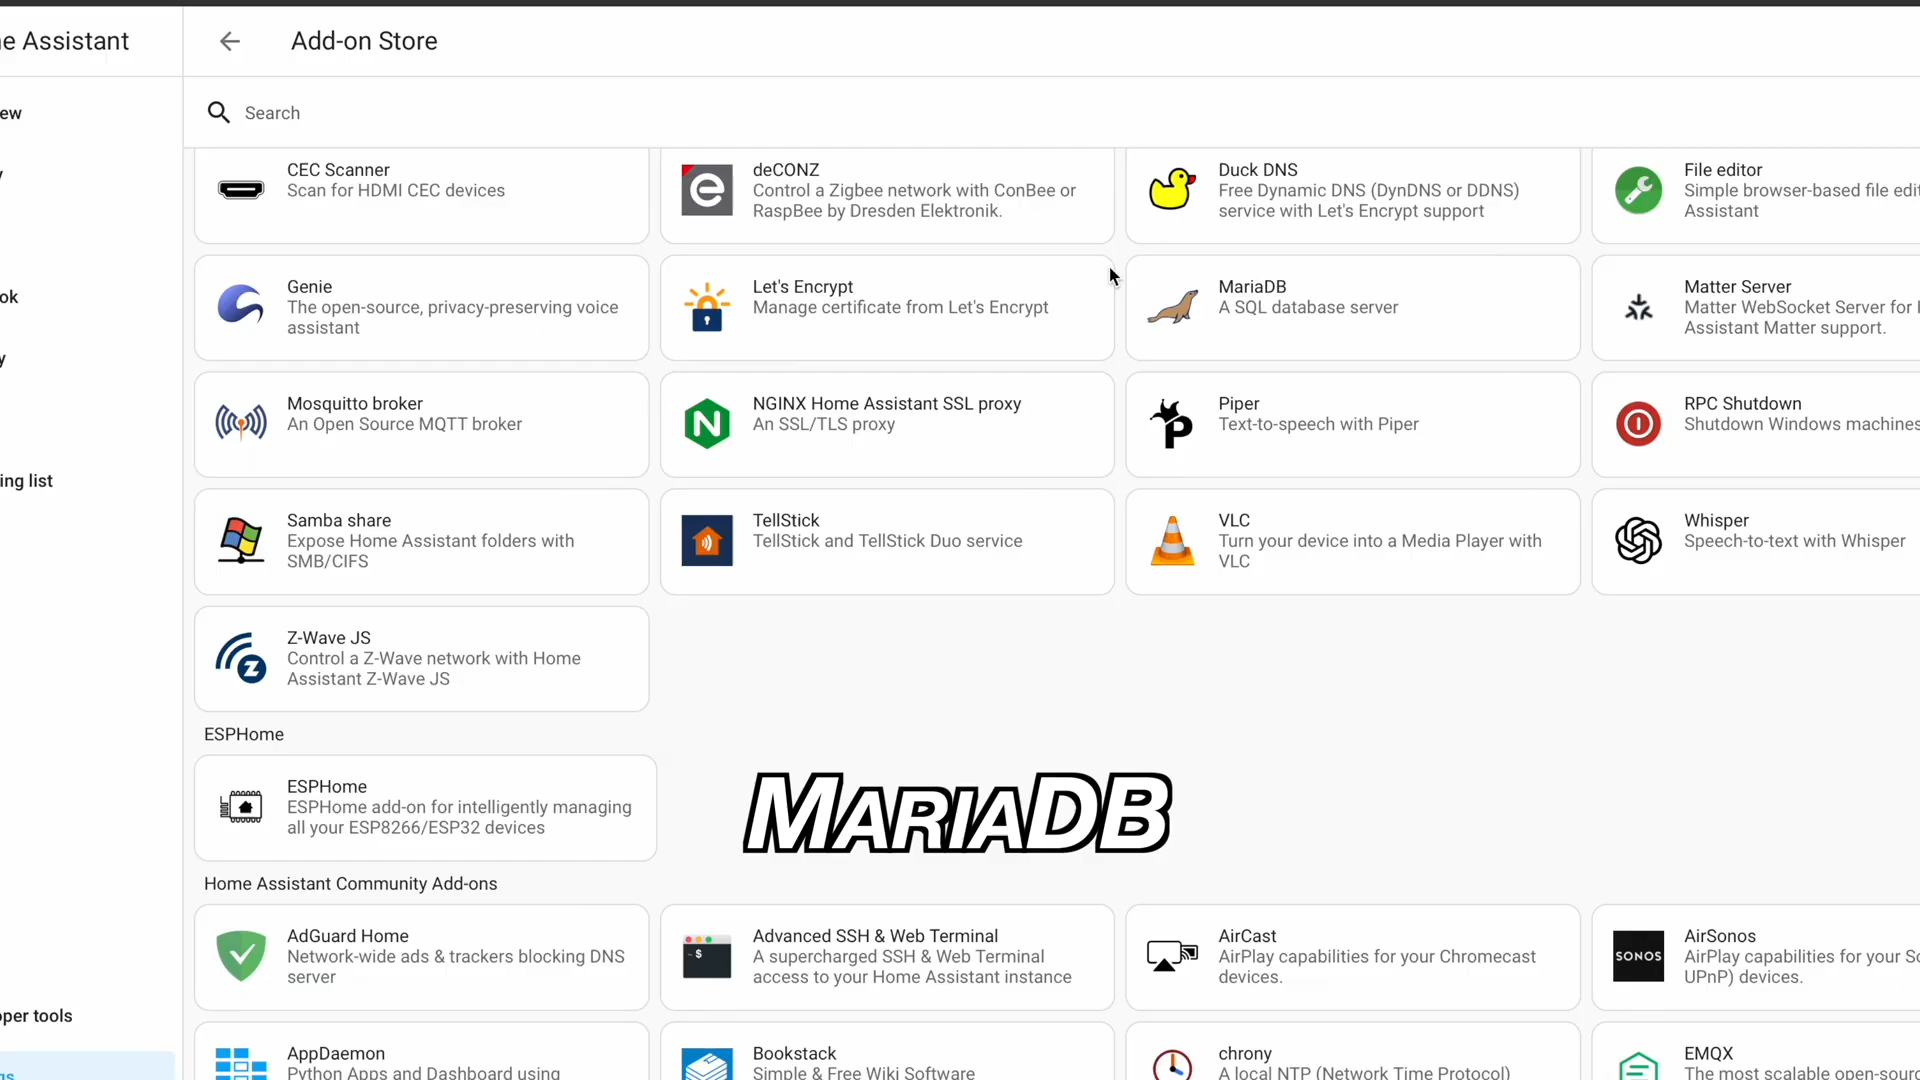 e Assistant
Add-on Store
ew
Search
y
ok
y
ing list
oper tools
gs
CEC Scanner
Scan for HDMI CEC devices
deCONZ
Control a Zigbee network with ConBee or
RaspBee by Dresden Elektronik.
Duck DNS
Free Dynamic DNS (DynDNS or DDNS)
service with Let's Encrypt support
File editor
Simple browser-based file edit
Assistant
Genie
The open-source, privacy-preserving voice
assistant
Let's Encrypt
Manage certificate from Let's Encrypt
MariaDB
A SQL database server
Matter Server
Matter WebSocket Server for
Assistant Matter support.
Mosquitto broker
An Open Source MQTT broker
NGINX Home Assistant SSL proxy
An SSL/TLS proxy
Piper
Text-to-speech with Piper
RPC Shutdown
Shutdown Windows machines
Samba share
Expose Home Assistant folders with
SMB/CIFS
TellStick
TellStick and TellStick Duo service
VLC
Turn your device into a Media Player with
VLC
Whisper
Speech-to-text with Whisper
Z-Wave JS
Control a Z-Wave network with Home
Assistant Z-Wave JS
ESPHome
ESPHome
ESPHome add-on for intelligently managing
all your ESP8266/ESP32 devices
MARIADB
Home Assistant Community Add-ons
AdGuard Home
Network-wide ads & trackers blocking DNS
server
Advanced SSH & Web Terminal
A supercharged SSH & Web Terminal
access to your Home Assistant instance
AirCast
AirPlay capabilities for your Chromecast
devices.
SONOS
AirSonos
AirPlay capabilities for your So
UPnP) devices.
AppDaemon
Python Apps and Dashboard using
Bookstack
Simple & Free Wiki Software
chrony
A local NTP (Network Time Protocol)
EMQX
The most scalable open-sourc